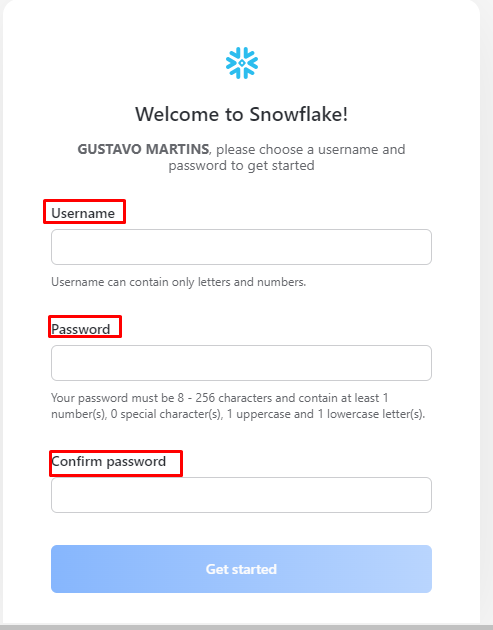 Welcome to Snowflake!
GUSTAVO MARTINS, please choose a username and
password to get started
Username
Username can contain only letters and numbers.
Password
Your password must be 8 - 256 characters and contain at least 1
number(s), 0 special character(s), 1 uppercase and 1 lowercase letter(s).
Confirm password
Get started